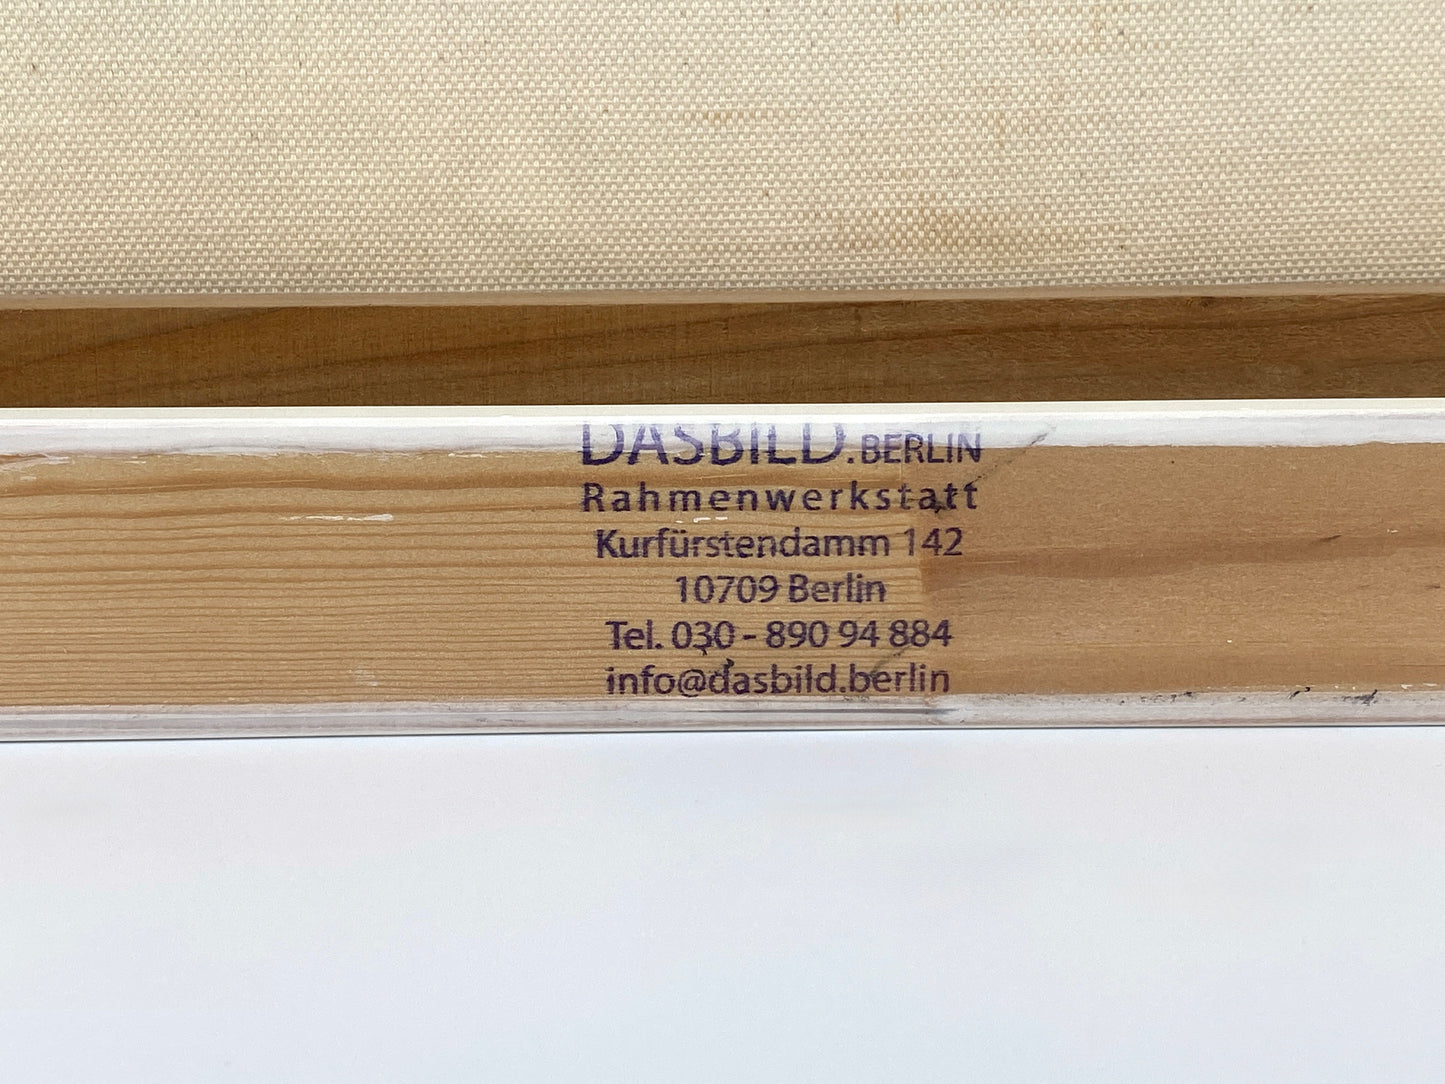 DASBILD.BERLIN
Rahmenwerkstatt
Kurfürstendamm 142
10709 Berlin
Tel. 030 - 890 94 884
info@dasbild.berlin